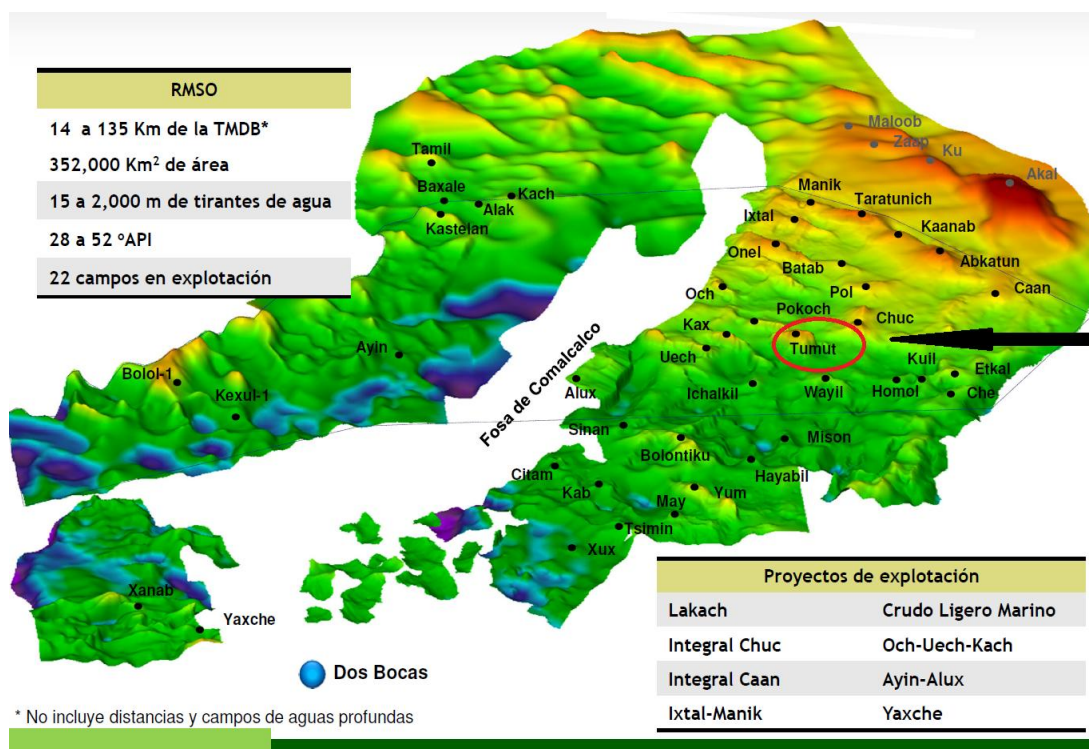 RMSO
14 a 135 Km de la TMDB*
352,000 Km² de área
15 a 2,000 m de tirantes de agua
28 a 52 °API
22 campos en explotación
Maloob
Zaap
Ku
Akal
Tamil
Baxale
Kach
Alak
Kastelan
Manik
Taratunich
Ixtal
Kaanab
Onel
Abkatun
Batab
Och
Pol
Caan
Pokoch
Chuc
Kax
Tumut
Uech
Kuil
Etkal
Ayin
Bolol-1
Kexul-1
Fosa de Comalcalco
Alux
Ichalkil
Wayil
Homol
Che
Sinan
Mison
Bolontiku
Hayabil
Citam
Kab
May
Yum
Tsimin
Xux
Xanab
Yaxche
Dos Bocas
Proyectos de explotación
Lakach Crudo Ligero Marino
Integral Chuc Och-Uech-Kach
Integral Caan Ayin-Alux
Ixtal-Manik Yaxche
* No incluye distancias y campos de aguas profundas